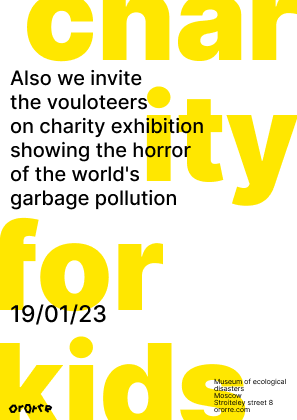 char
ity
for
kids
Also we invite
the vouloteers
on charity exhibition
showing the horror
of the world's
garbage pollution
19/01/23
ororre
Museum of ecological
disasters
Moscow
Stroiteley street 8
ororre.com